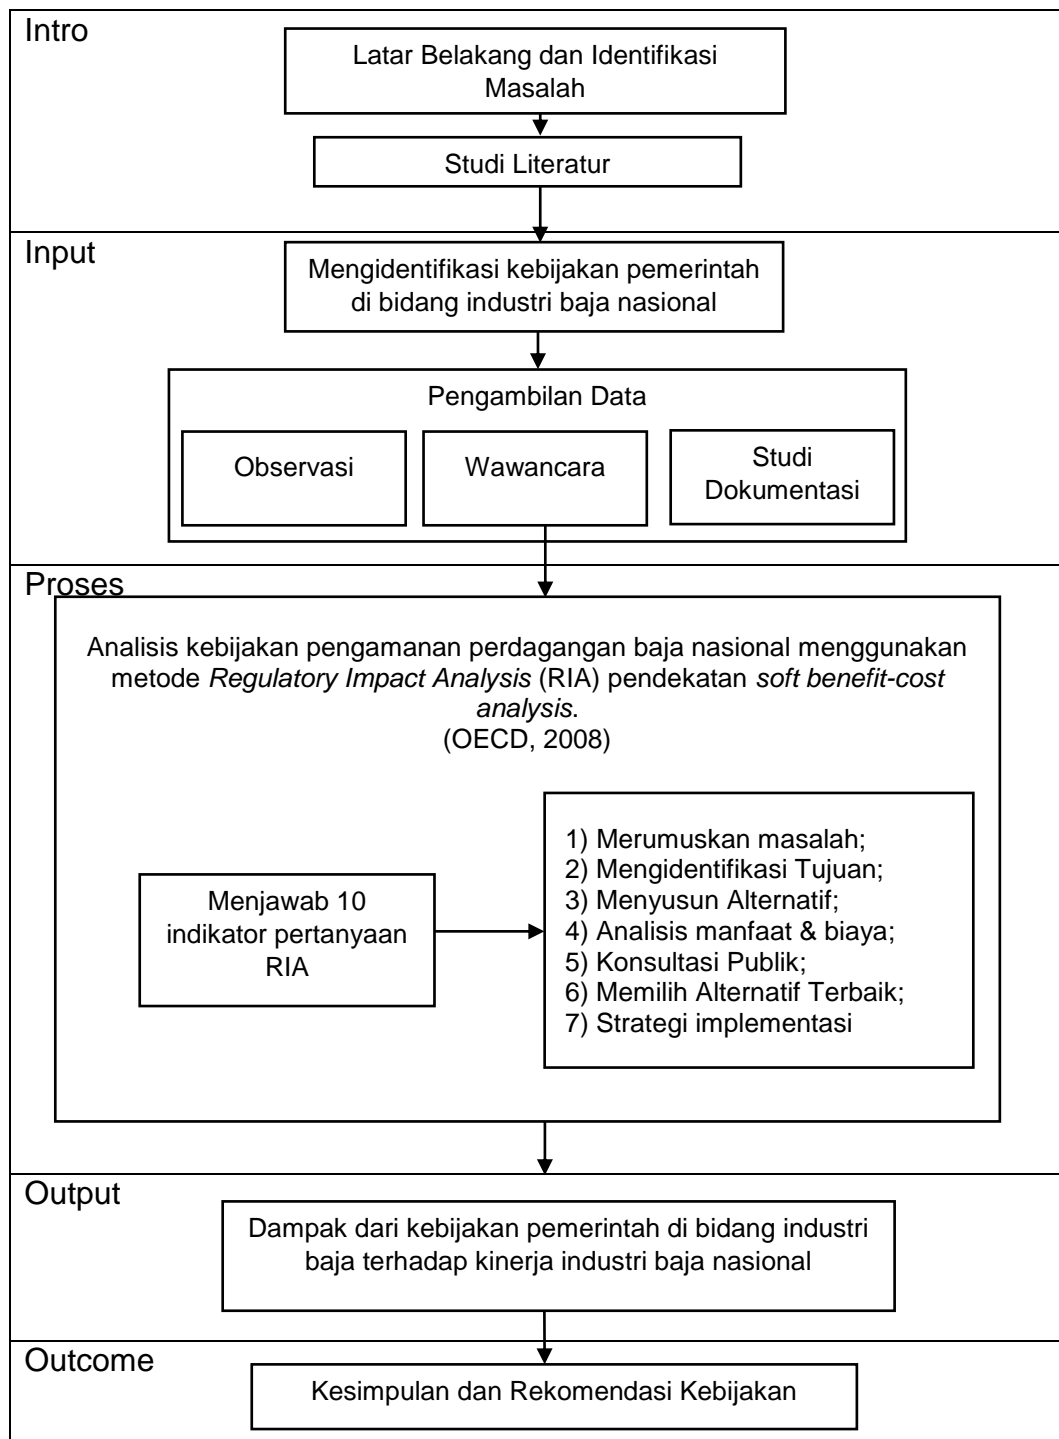 Intro
Latar Belakang dan Identifikasi
Masalah
Studi Literatur
Input
Mengidentifikasi kebijakan pemerintah
di bidang industri baja nasional
Pengambilan Data
Observasi
Wawancara
Studi
Dokumentasi
Proses
Analisis kebijakan pengamanan perdagangan baja nasional menggunakan
metode Regulatory Impact Analysis (RIA) pendekatan soft benefit-cost
analysis.
(OECD, 2008)
Menjawab 10
indikator pertanyaan
RIA
1) Merumuskan masalah;
2) Mengidentifikasi Tujuan;
3) Menyusun Alternatif;
4) Analisis manfaat & biaya;
5) Konsultasi Publik;
6) Memilih Alternatif Terbaik;
7) Strategi implementasi
Output
Dampak dari kebijakan pemerintah di bidang industri
baja terhadap kinerja industri baja nasional
Outcome
Kesimpulan dan Rekomendasi Kebijakan